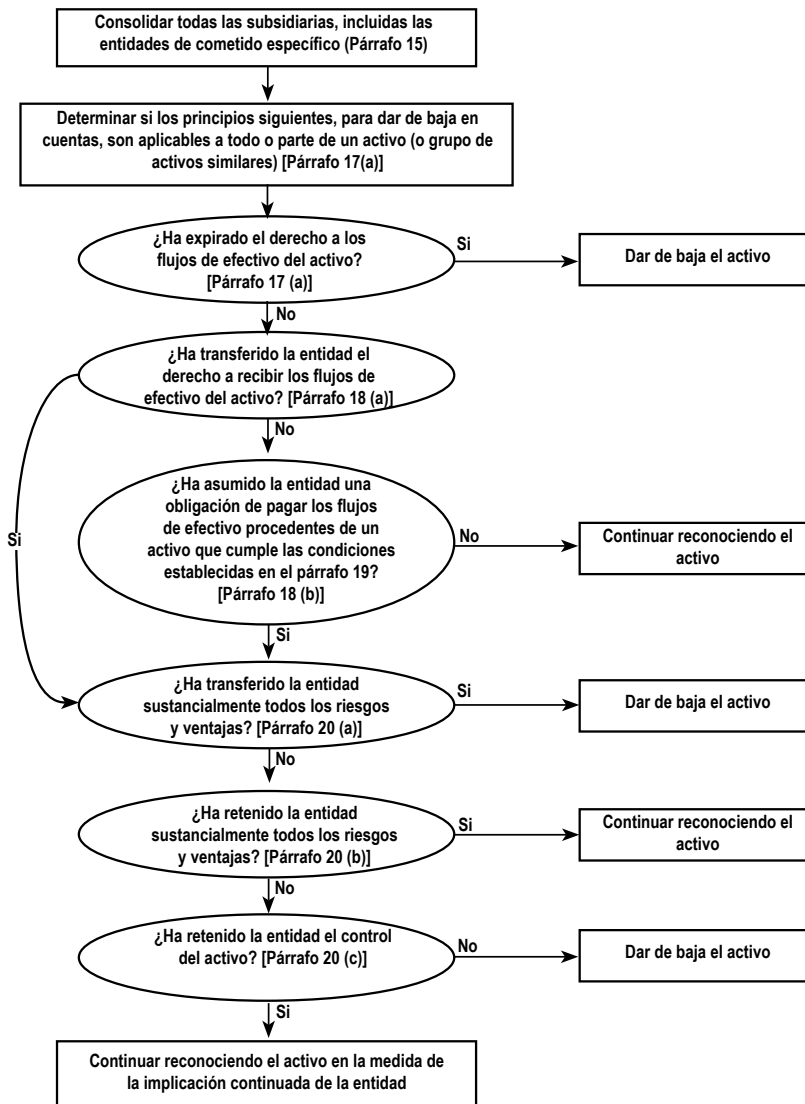 Consolidar todas las subsidiarias, incluidas las
entidades de cometido específico (Párrafo 15)
Determinar si los principios siguientes, para dar de baja en
cuentas, son aplicables a todo o parte de un activo (o grupo de
activos similares) [Párrafo 17(a)]
¿Ha expirado el derecho a los
flujos de efectivo del activo?
[Párrafo 17 (a)]
Si
Dar de baja el activo
No
¿Ha transferido la entidad el
derecho a recibir los flujos de
efectivo del activo? [Párrafo 18 (a)]
No
Si
¿Ha asumido la entidad una
obligación de pagar los flujos
de efectivo procedentes de un
activo que cumple las condiciones
establecidas en el párrafo 19?
[Párrafo 18 (b)]
No
Continuar reconociendo el
activo
Si
¿Ha transferido la entidad
sustancialmente todos los riesgos
y ventajas? [Párrafo 20 (a)]
Si
Dar de baja el activo
No
¿Ha retenido la entidad
sustancialmente todos los riesgos
y ventajas? [Párrafo 20 (b)]
Si
Continuar reconociendo el
activo
No
¿Ha retenido la entidad el control
del activo? [Párrafo 20 (c)]
No
Dar de baja el activo
Si
Continuar reconociendo el activo en la medida de
la implicación continuada de la entidad